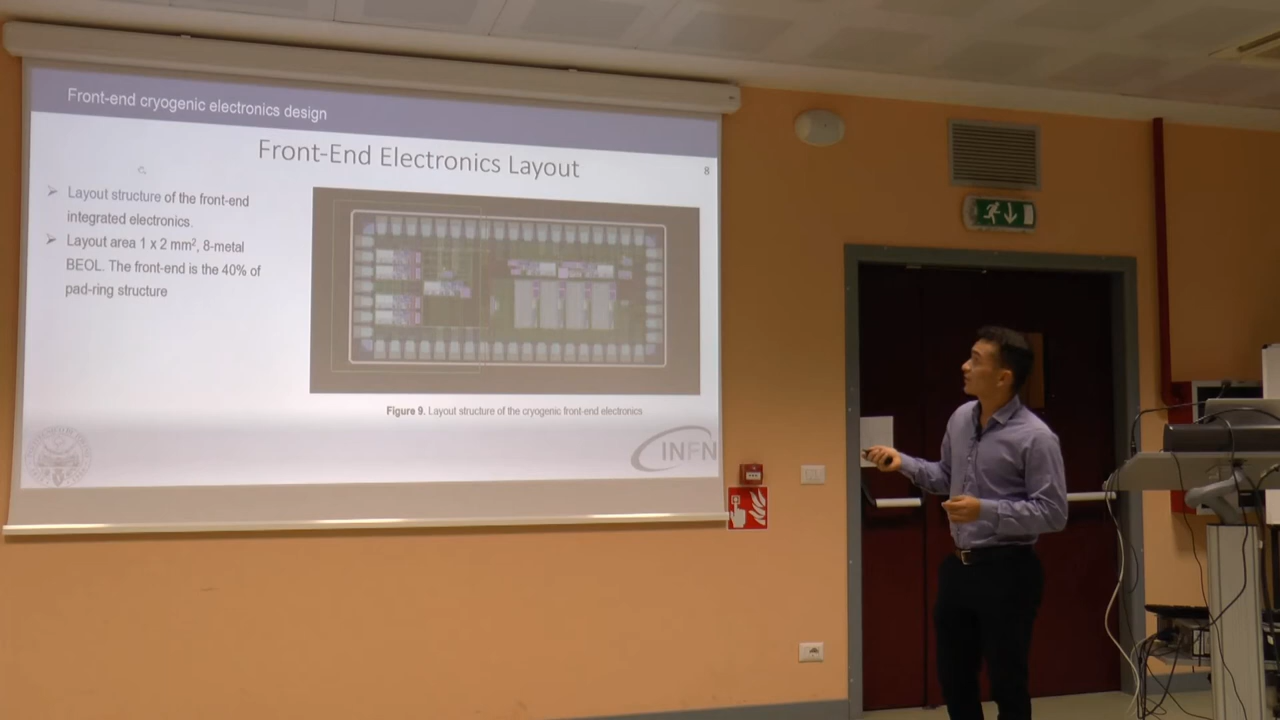 Front-end cryogenic electronics design
Front-End Electronics Layout
8
➢ Layout structure of the front-end
integrated electronics.
➢ Layout area 1 x 2 mm², 8-metal
BEOL. The front-end is the 40% of
pad-ring structure
Figure 9. Layout structure of the cryogenic front-end electronics
INFN